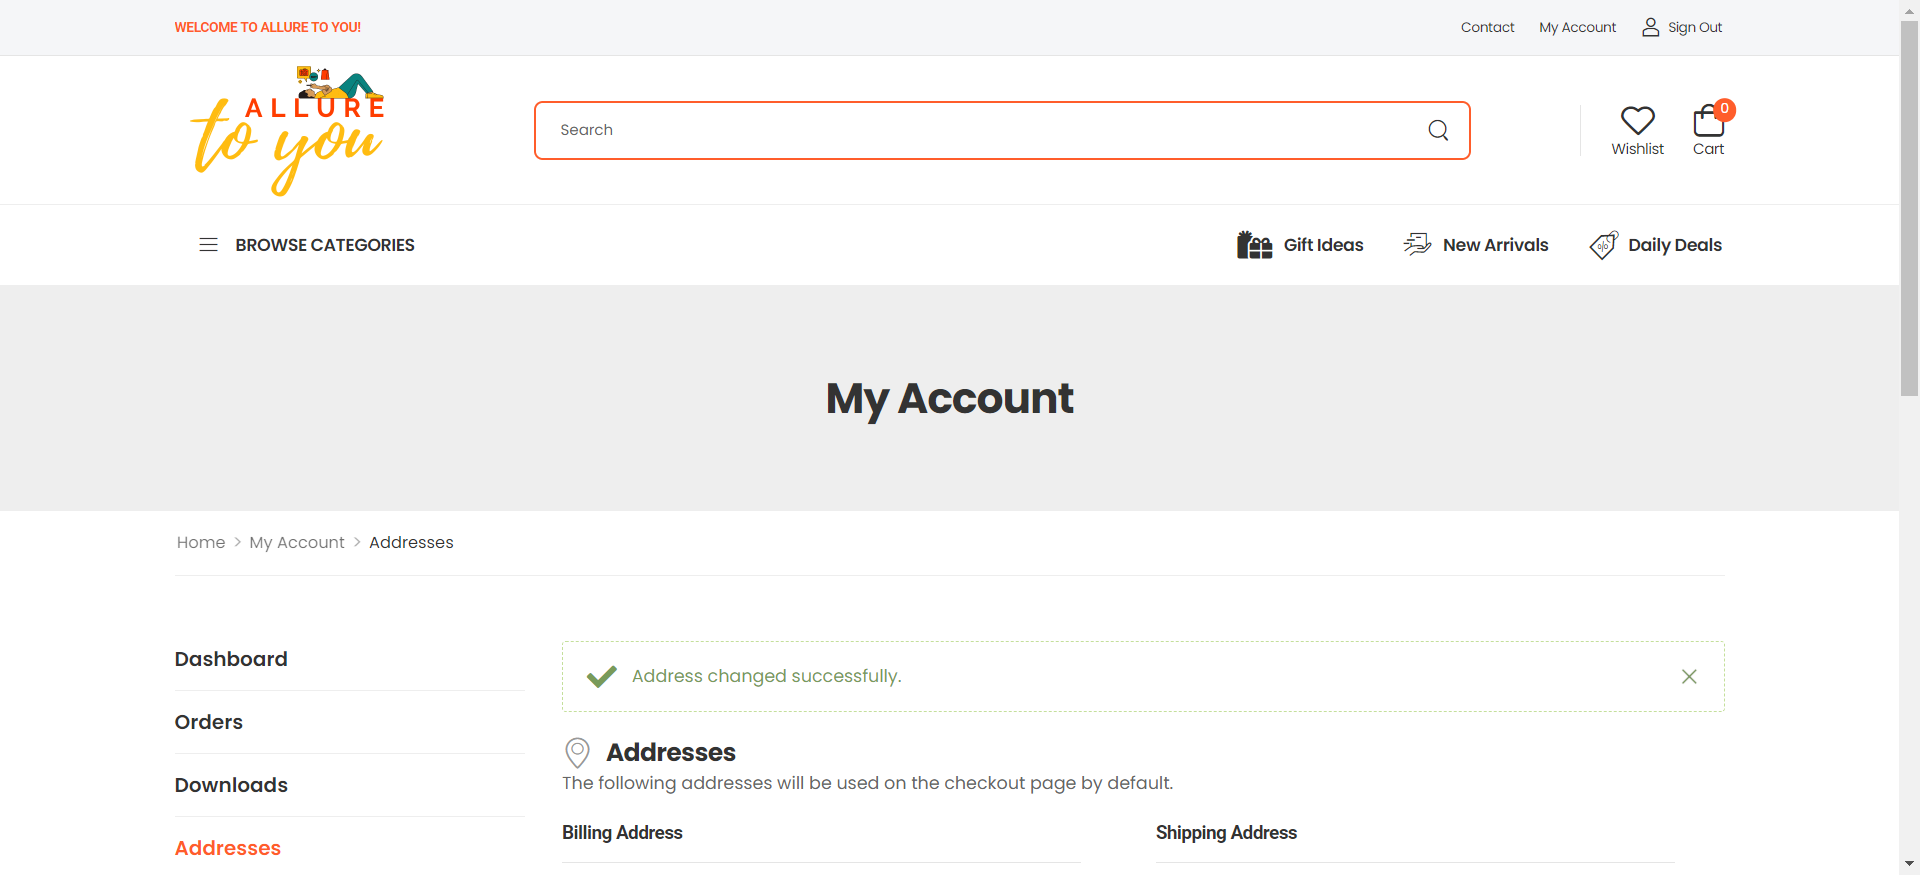 WELCOME TO ALLURE TO YOU!
Contact
My Account
Sign Out
ALLURE
to you
Search
Wishlist
0
Cart
BROWSE CATEGORIES
Gift Ideas
New Arrivals
Daily Deals
My Account
Home > My Account > Addresses
Dashboard
Orders
Downloads
Addresses
Address changed successfully.
Addresses
The following addresses will be used on the checkout page by default.
Billing Address
Shipping Address